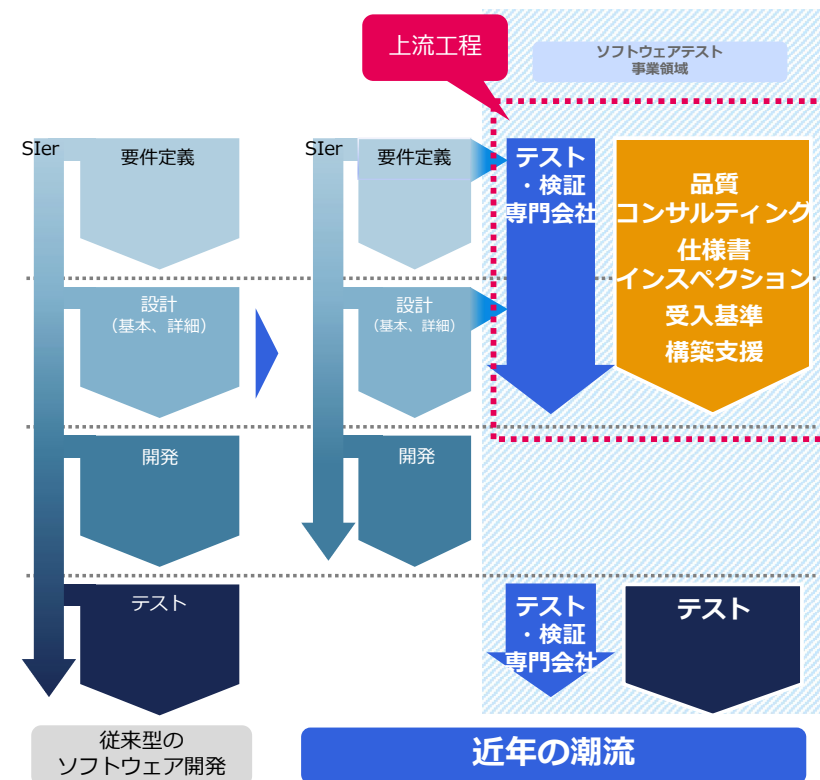 上流工程
ソフトウェアテスト
事業領域
SIer
要件定義
SIer
要件定義
テスト
・検証
専門会社
品質
コンサルティング
仕様書
インスペクション
受入基準
構築支援
設計
（基本、詳細）
設計
（基本、詳細）
開発
開発
テスト
テスト
・検証
専門会社
テスト
従来型の
ソフトウェア開発
近年の潮流